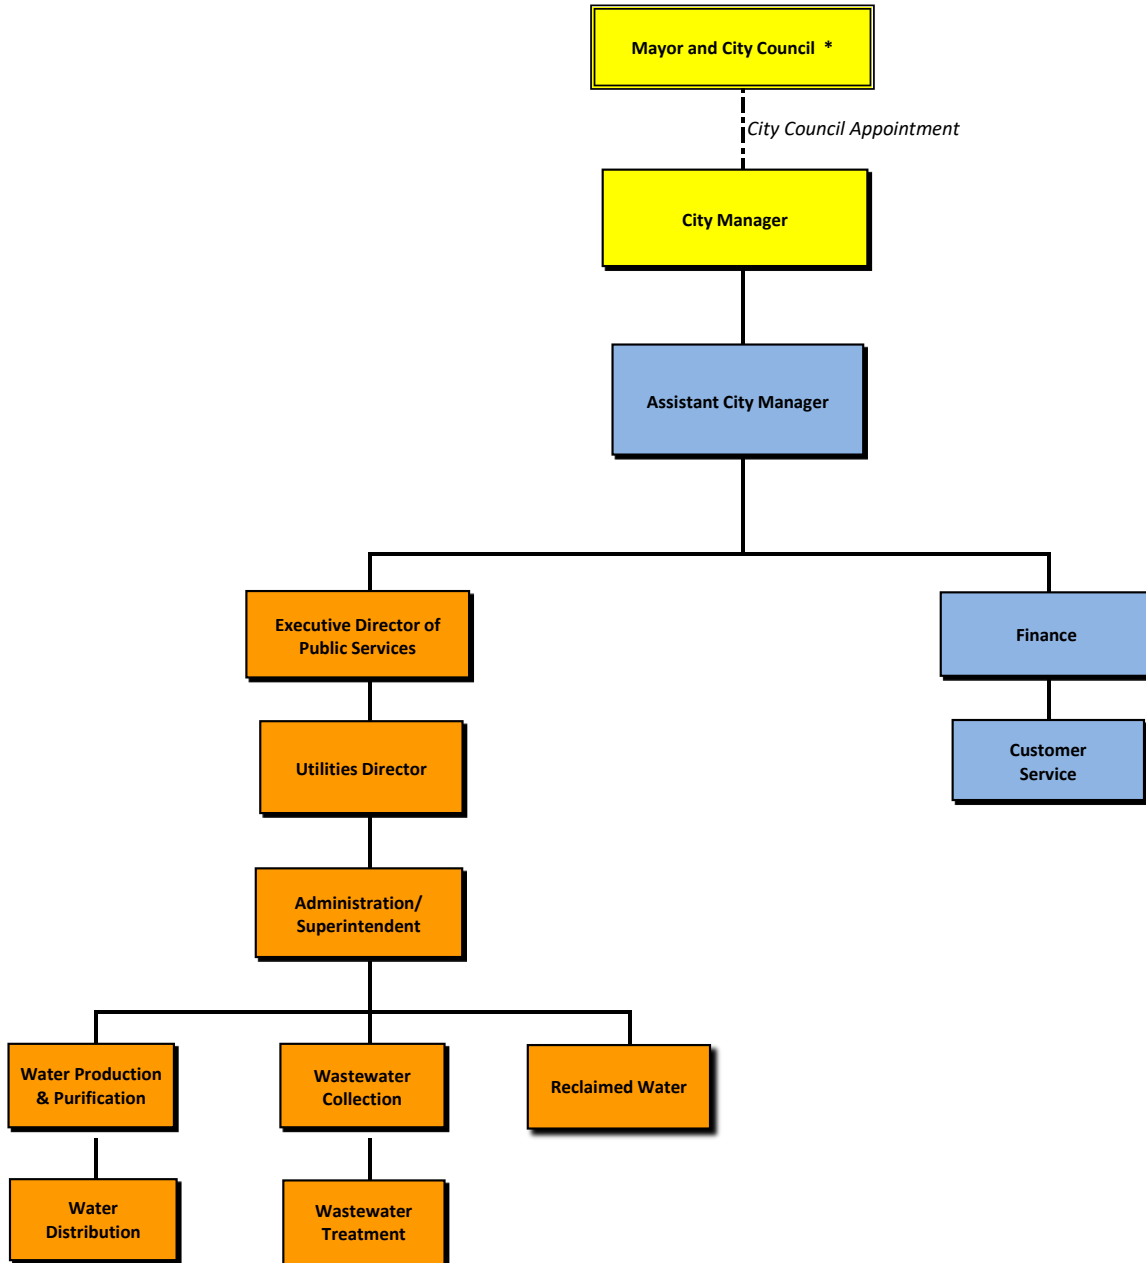 Mayor and City Council *
City Council Appointment
City Manager
Assistant City Manager
Executive Director of
Public Services
Finance
Utilities Director
Customer
Service
Administration/
Superintendent
Water Production
& Purification
Wastewater
Collection
Reclaimed Water
Water
Distribution
Wastewater
Treatment